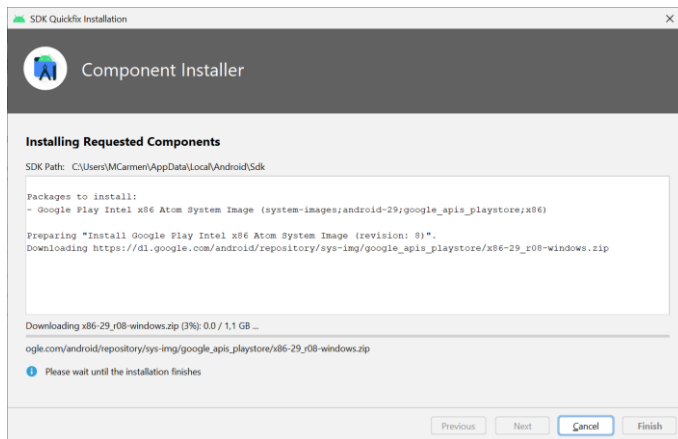 SDK Quickfix Installation
Component Installer
Installing Requested Components
SDK Path: C:\Users\MCarmen\AppData\Local\Android\Sdk
Packages to install:
- Google Play Intel x86 Atom System Image (system-images;android-29;google_apis_playstore;x86)
Preparing "Install Google Play Intel x86 Atom System Image (revision: 8)".
Downloading https://dl.google.com/android/repository/sys-img/google_apis_playstore/x86-29_r08-windows.zip
Downloading x86-29_r08-windows.zip (3%): 0.0 / 1,1 GB ...
ogle.com/android/repository/sys-img/google_apis_playstore/x86-29_r08-windows.zip
Please wait until the installation finishes
Previous Next Cancel Finish